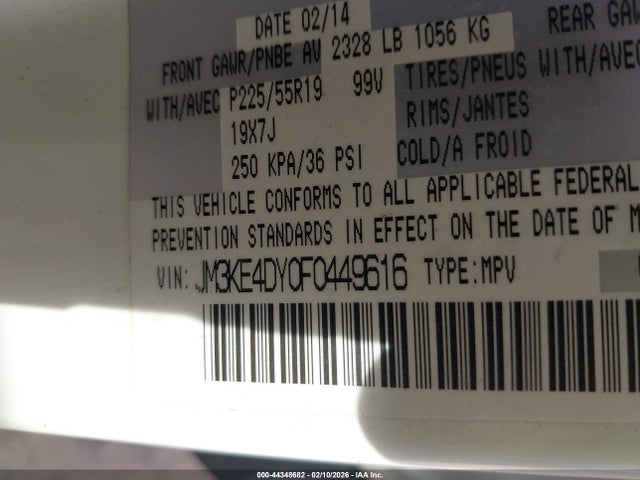 DATE 02/14
FRONT GAWR/PNBE AV 2328 LB 1056 KG REAR GAW
WITH/AVEC P225/55R19 99V TIRES/PNEUS WITH/AVEC
19X7J RIMS/JANTES
250 KPA/36 PSI COLD/A FROID
THIS VEHICLE CONFORMS TO ALL APPLICABLE FEDERAL
PREVENTION STANDARDS IN EFFECT ON THE DATE OF M
VIN: JM3KE4DY0F0449616 TYPE:MPV
000-44348682 - 02/10/2026 - IAA Inc.